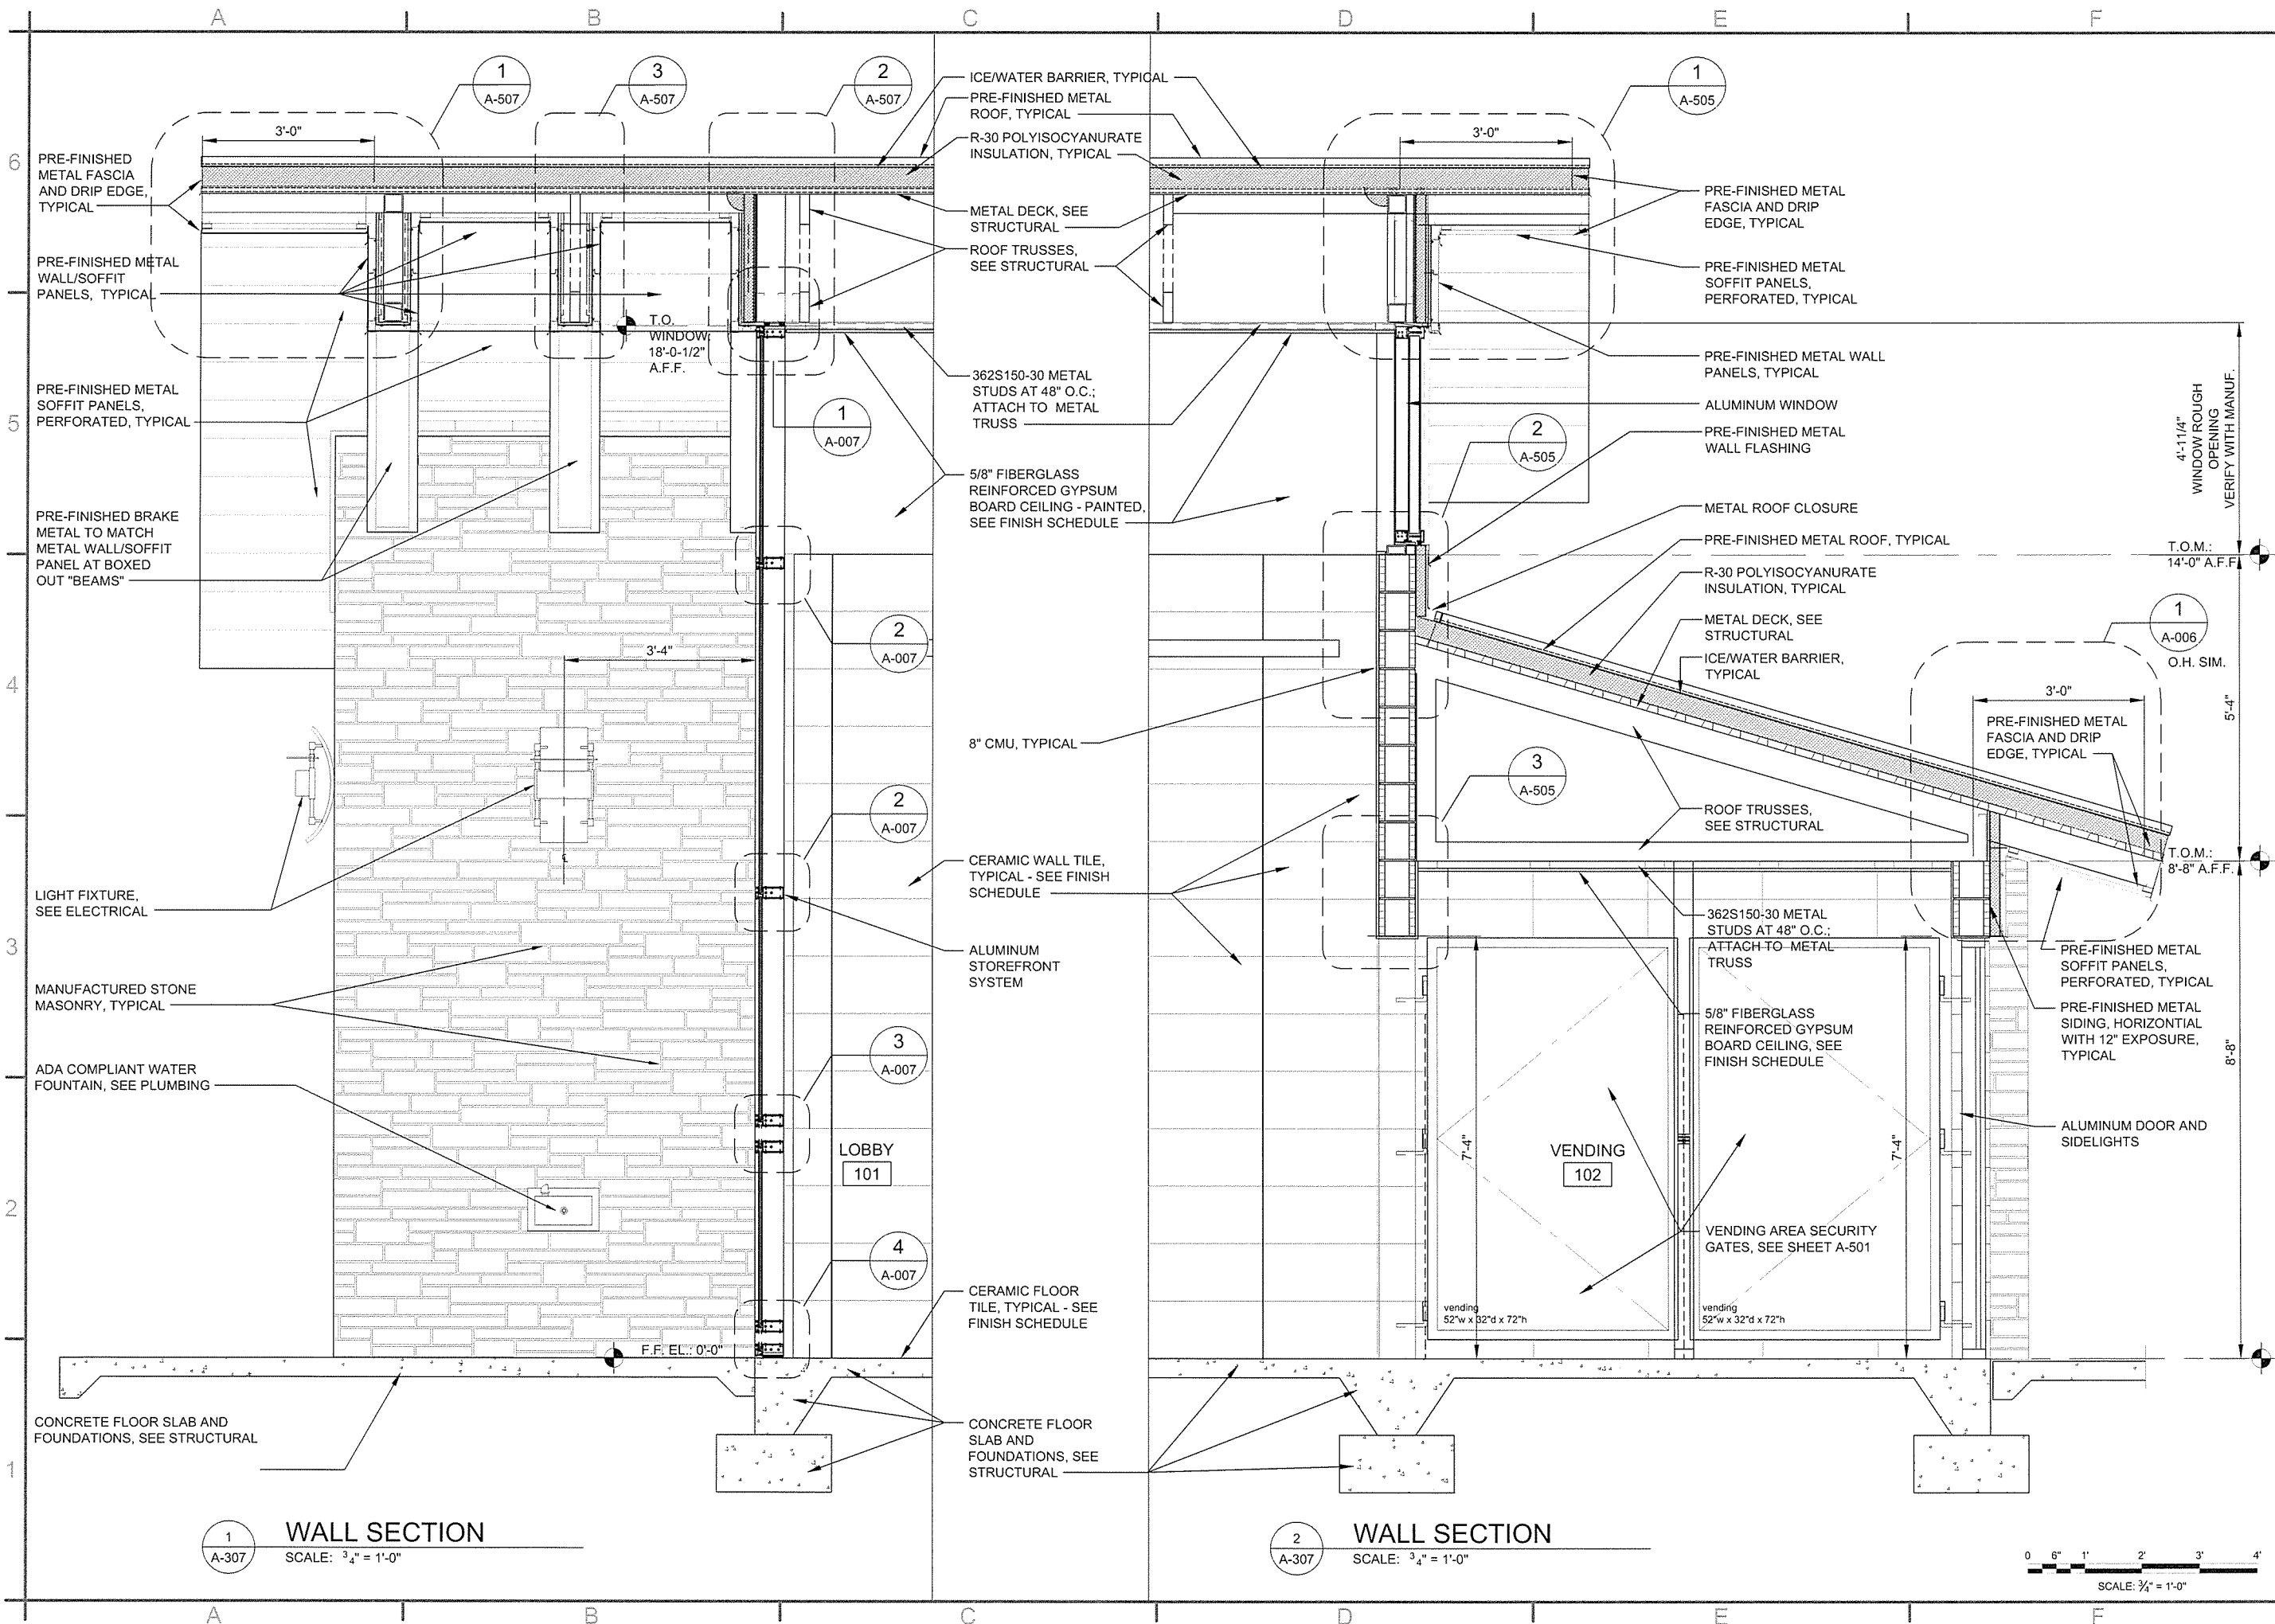 A B C D E F
1
A-507
3
A-507
2
A-507
1
A-505
6
5
4
3
2
1
3'-0"
PRE-FINISHED
METAL FASCIA
AND DRIP EDGE,
TYPICAL
PRE-FINISHED METAL
WALL/SOFFIT
PANELS, TYPICAL
PRE-FINISHED METAL
SOFFIT PANELS,
PERFORATED, TYPICAL
PRE-FINISHED BRAKE
METAL TO MATCH
METAL WALL/SOFFIT
PANEL AT BOXED
OUT "BEAMS"
LIGHT FIXTURE,
SEE ELECTRICAL
MANUFACTURED STONE
MASONRY, TYPICAL
ADA COMPLIANT WATER
FOUNTAIN, SEE PLUMBING
CONCRETE FLOOR SLAB AND
FOUNDATIONS, SEE STRUCTURAL
T.O.
WINDOW:
18'-0-1/2"
A.F.F.
1
A-007
2
A-007
3'-4"
℄
2
A-007
3
A-007
LOBBY
101
4
A-007
F.F. EL.: 0'-0"
ICE/WATER BARRIER, TYPICAL
PRE-FINISHED METAL
ROOF, TYPICAL
R-30 POLYISOCYANURATE
INSULATION, TYPICAL
METAL DECK, SEE
STRUCTURAL
ROOF TRUSSES,
SEE STRUCTURAL
362S150-30 METAL
STUDS AT 48" O.C.;
ATTACH TO METAL
TRUSS
5/8" FIBERGLASS
REINFORCED GYPSUM
BOARD CEILING - PAINTED,
SEE FINISH SCHEDULE
8" CMU, TYPICAL
CERAMIC WALL TILE,
TYPICAL - SEE FINISH
SCHEDULE
ALUMINUM
STOREFRONT
SYSTEM
CERAMIC FLOOR
TILE, TYPICAL - SEE
FINISH SCHEDULE
CONCRETE FLOOR
SLAB AND
FOUNDATIONS, SEE
STRUCTURAL
3'-0"
PRE-FINISHED METAL
FASCIA AND DRIP
EDGE, TYPICAL
PRE-FINISHED METAL
SOFFIT PANELS,
PERFORATED, TYPICAL
PRE-FINISHED METAL WALL
PANELS, TYPICAL
ALUMINUM WINDOW
PRE-FINISHED METAL
WALL FLASHING
2
A-505
METAL ROOF CLOSURE
PRE-FINISHED METAL ROOF, TYPICAL
R-30 POLYISOCYANURATE
INSULATION, TYPICAL
METAL DECK, SEE
STRUCTURAL
ICE/WATER BARRIER,
TYPICAL
3
A-505
ROOF TRUSSES,
SEE STRUCTURAL
362S150-30 METAL
STUDS AT 48" O.C.;
ATTACH TO METAL
TRUSS
5/8" FIBERGLASS
REINFORCED GYPSUM
BOARD CEILING, SEE
FINISH SCHEDULE
7'-4"
VENDING
102
7'-4"
VENDING AREA SECURITY
GATES, SEE SHEET A-501
vending
52"w x 32"d x 72"h
vending
52"w x 32"d x 72"h
4'-11/4"
WINDOW ROUGH
OPENING
VERIFY WITH MANUF.
T.O.M.:
14'-0" A.F.F.
1
A-006
O.H. SIM.
3'-0"
5'-4"
PRE-FINISHED METAL
FASCIA AND DRIP
EDGE, TYPICAL
T.O.M.:
8'-8" A.F.F.
PRE-FINISHED METAL
SOFFIT PANELS,
PERFORATED, TYPICAL
PRE-FINISHED METAL
SIDING, HORIZONTIAL
WITH 12" EXPOSURE,
TYPICAL
8'-8"
ALUMINUM DOOR AND
SIDELIGHTS
1
A-307
WALL SECTION
SCALE: 3/4" = 1'-0"
2
A-307
WALL SECTION
SCALE: 3/4" = 1'-0"
0 6" 1' 2' 3' 4'
SCALE: 3/4" = 1'-0"
A B C D E F